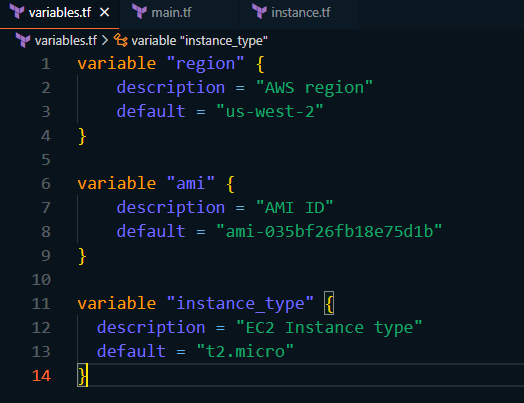 variables.tf × main.tf instance.tf
variables.tf > variable "instance_type"
1 variable "region" {
2     description = "AWS region"
3     default = "us-west-2"
4 }
5
6 variable "ami" {
7     description = "AMI ID"
8     default = "ami-035bf26fb18e75d1b"
9 }
10
11 variable "instance_type" {
12   description = "EC2 Instance type"
13   default = "t2.micro"
14 }